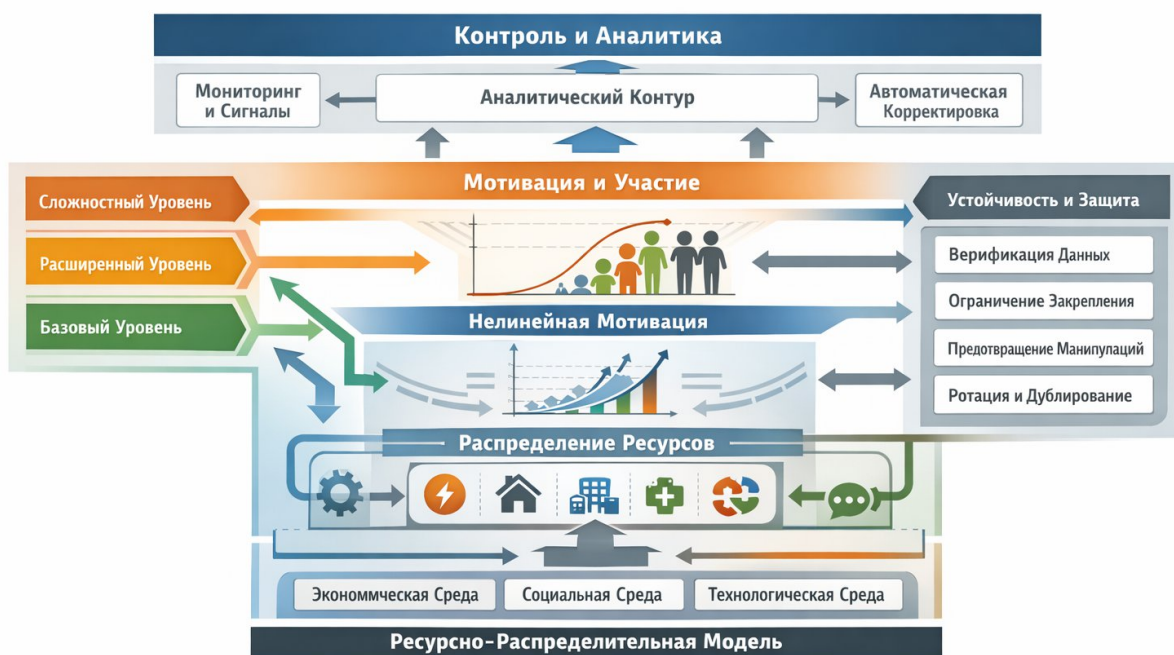 Контроль и Аналитика
Мониторинг
и Сигналы
Аналитический Контур
Автоматическая
Корректировка
Мотивация и Участие
Сложностный Уровень
Расширенный Уровень
Базовый Уровень
Устойчивость и Защита
Верификация Данных
Ограничение Закрепления
Предотвращение Манипулаций
Ротация и Дублирование
Нелинейная Мотивация
Распределение Ресурсов
Экономмческая Среда
Социальная Среда
Технологическая Среда
Ресурсно-Распределительная Модель